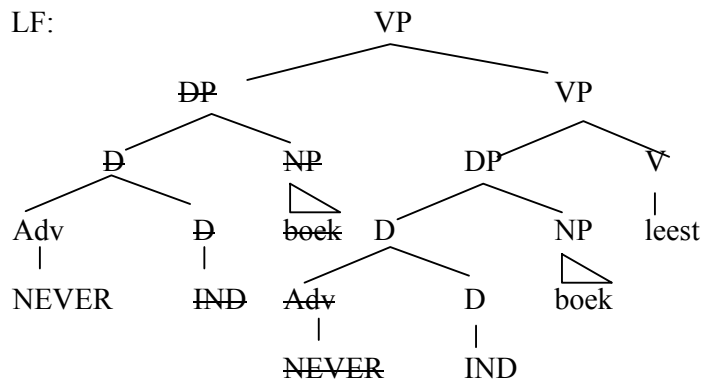 LF: VP
DP VP
D NP DP V
Adv D boek D NP leest
NEVER IND Adv D boek
NEVER IND